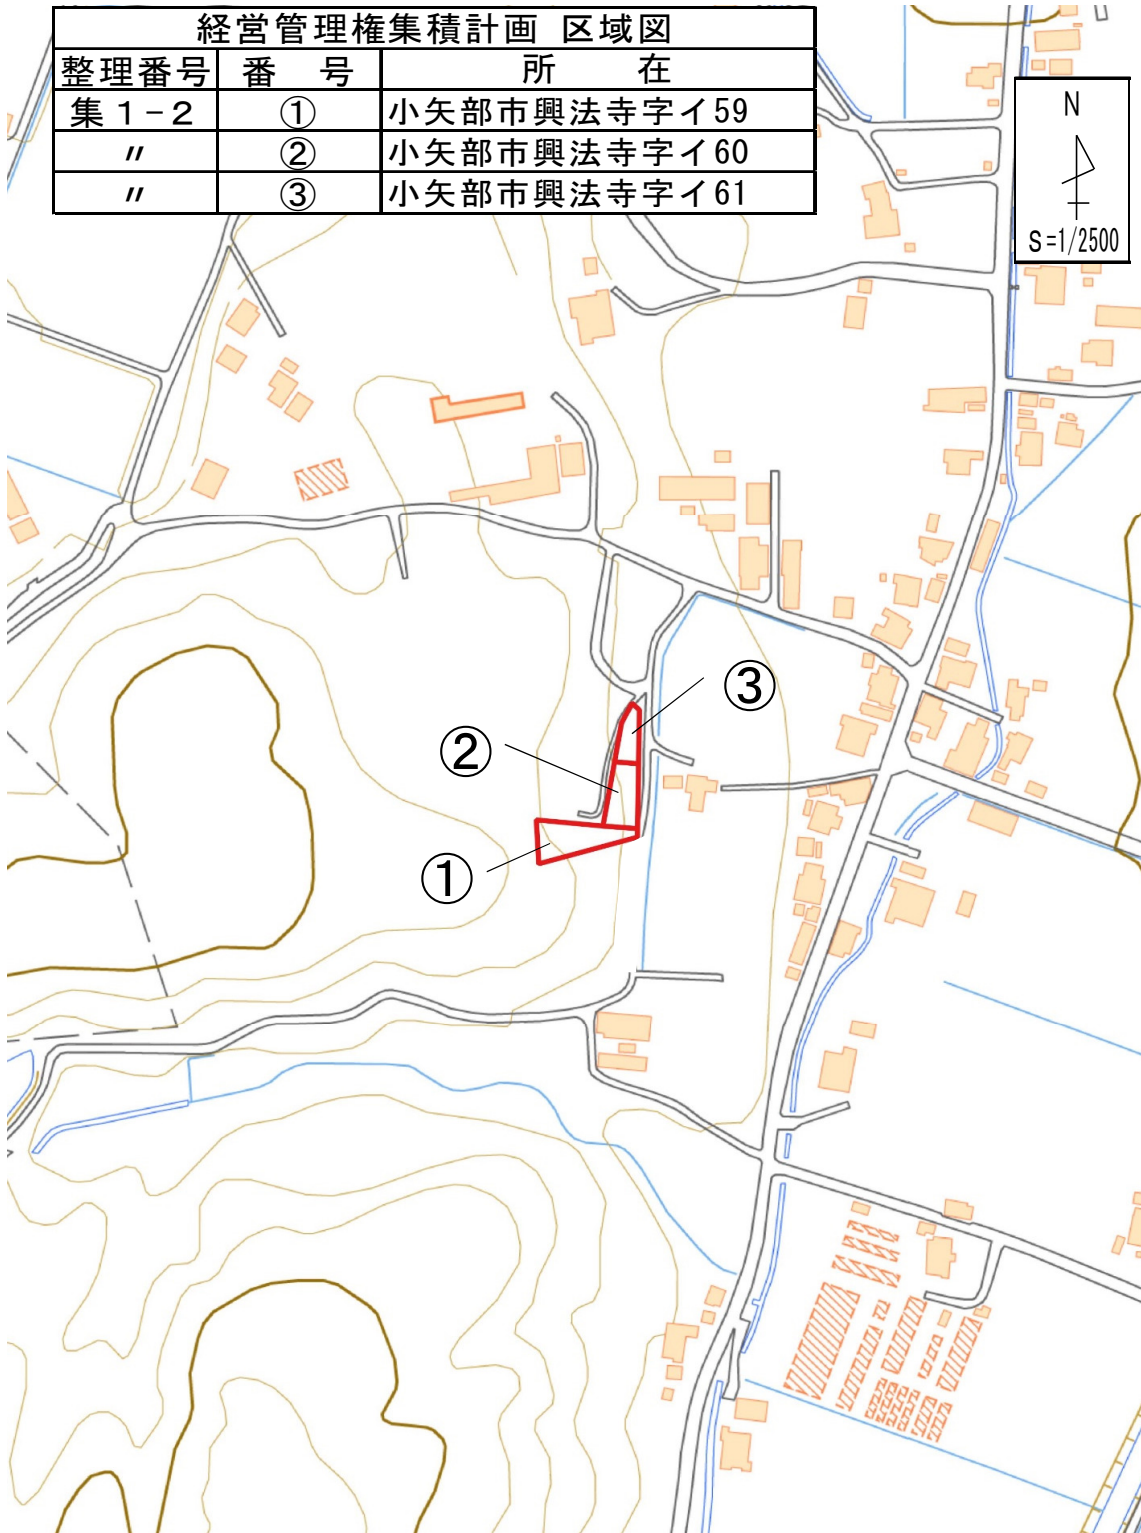 経営管理権集積計画 区域図
整理番号 番 号 所 在
集1-2 ① 小矢部市興法寺字イ59
〃 ② 小矢部市興法寺字イ60
〃 ③ 小矢部市興法寺字イ61
N
S=1/2500
③
②
①